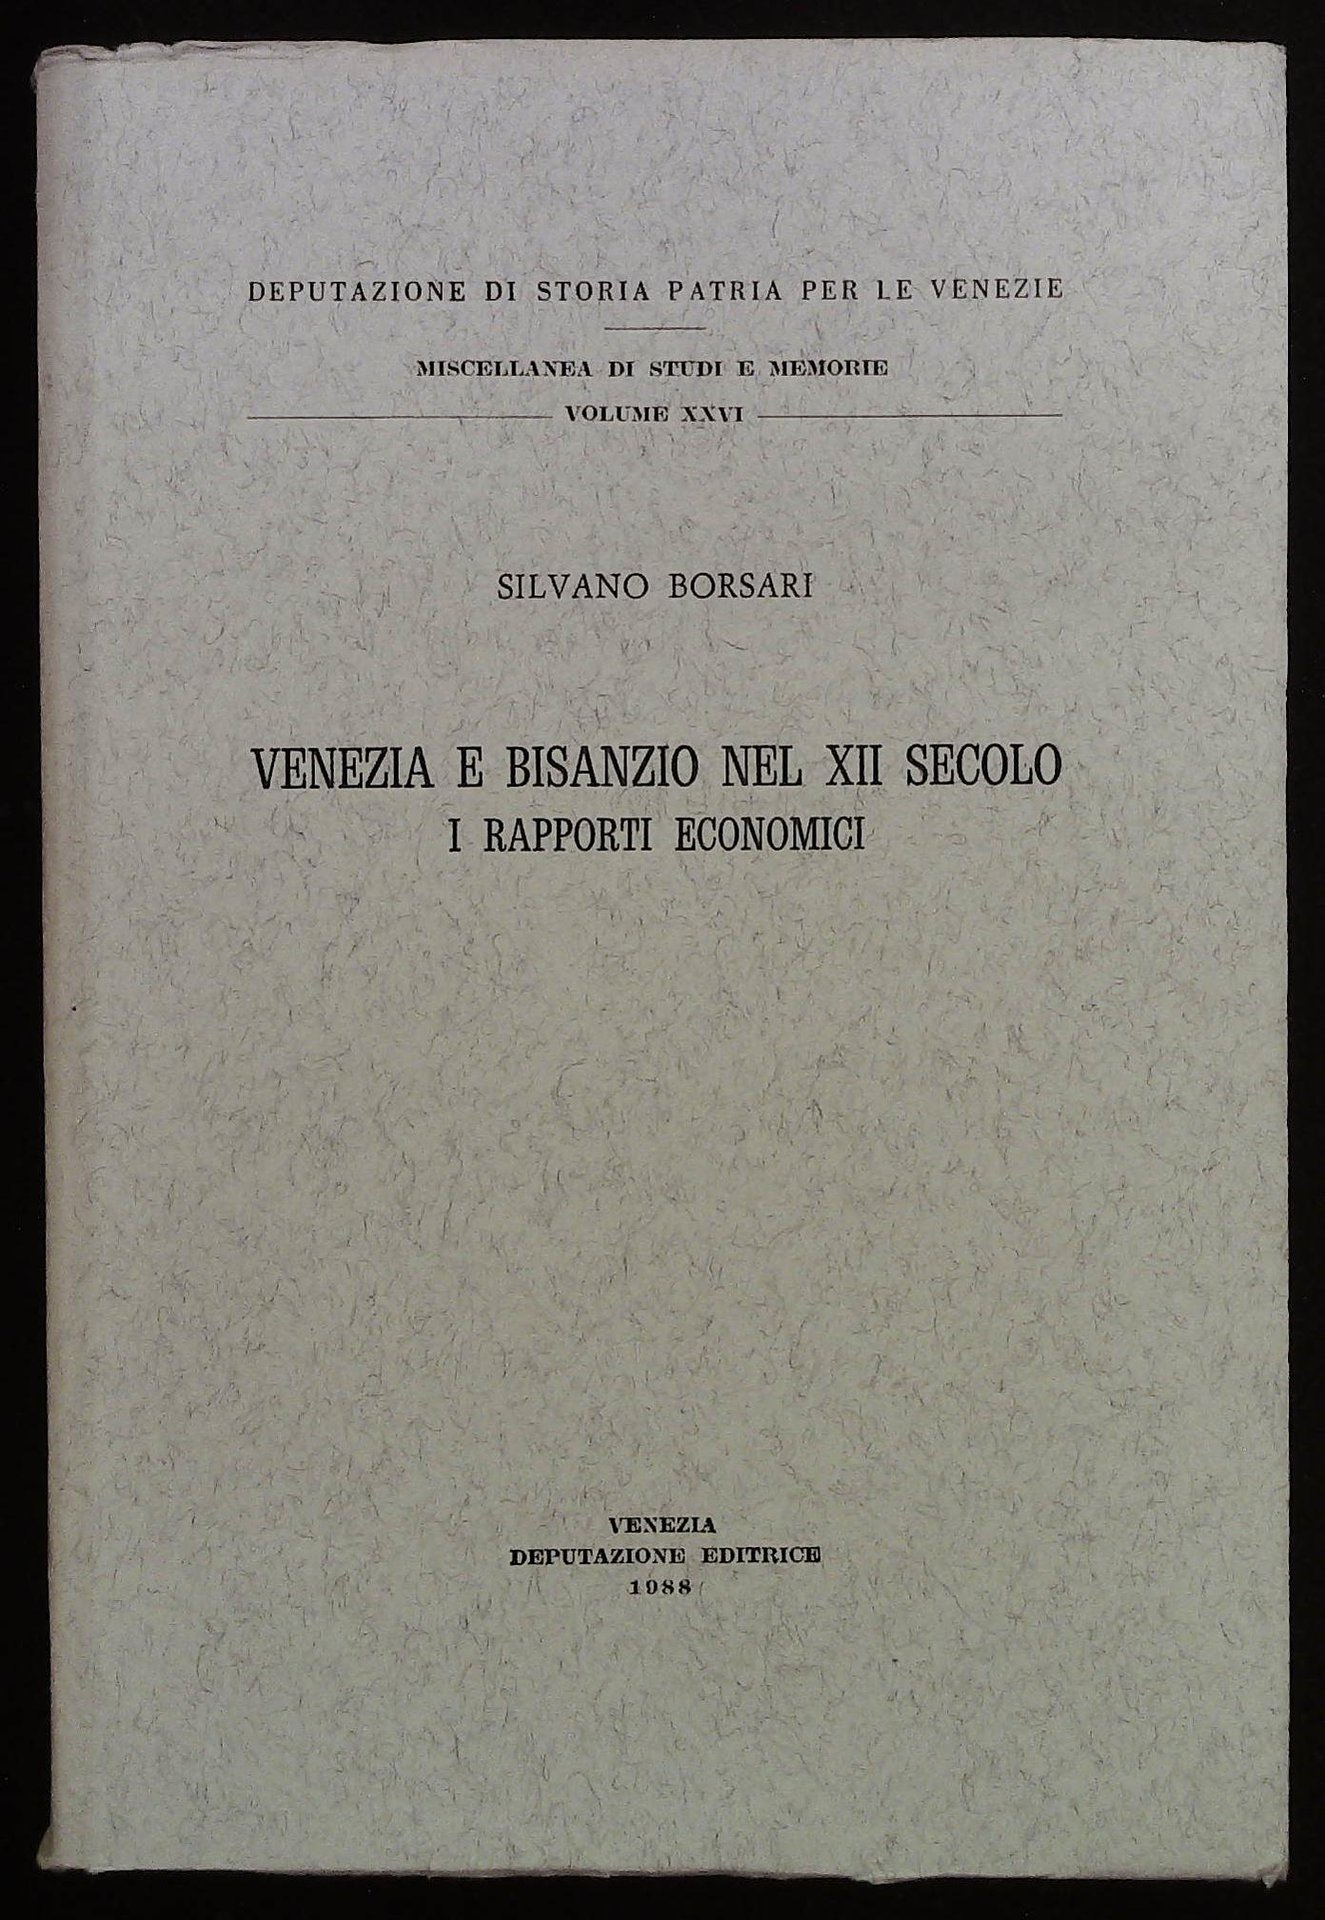 DEPUTAZIONE DI STORIA PATRIA PER LE VENEZIE
MISCELLANEA DI STUDI E MEMORIE
VOLUME XXVI
SILVANO BORSARI
VENEZIA E BISANZIO NEL XII SECOLO
I RAPPORTI ECONOMICI
VENEZIA
DEPUTAZIONE EDITRICE
1988